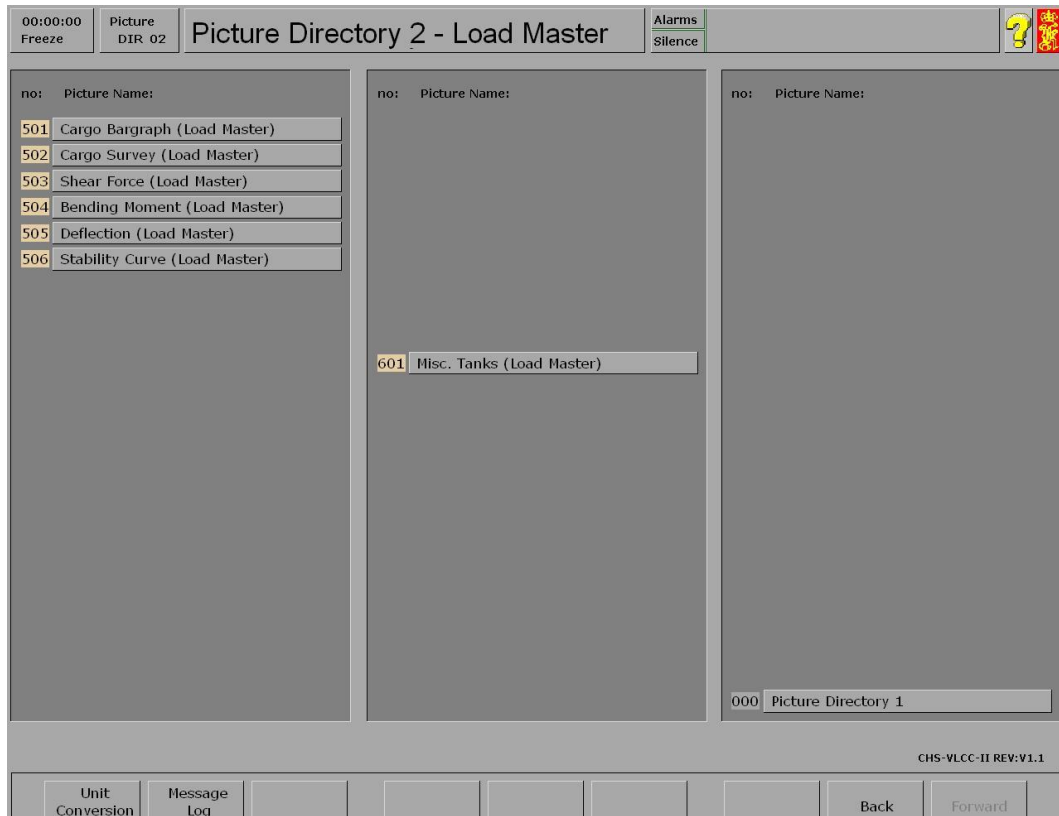 00:00:00
Freeze
Picture
DIR 02
Picture Directory 2 - Load Master
Alarms
Silence
no: Picture Name:
501 Cargo Bargraph (Load Master)
502 Cargo Survey (Load Master)
503 Shear Force (Load Master)
504 Bending Moment (Load Master)
505 Deflection (Load Master)
506 Stability Curve (Load Master)
no: Picture Name:
601 Misc. Tanks (Load Master)
no: Picture Name:
000 Picture Directory 1
CHS-VLCC-II REV:V1.1
Unit
Conversion
Message
Log
Back
Forward